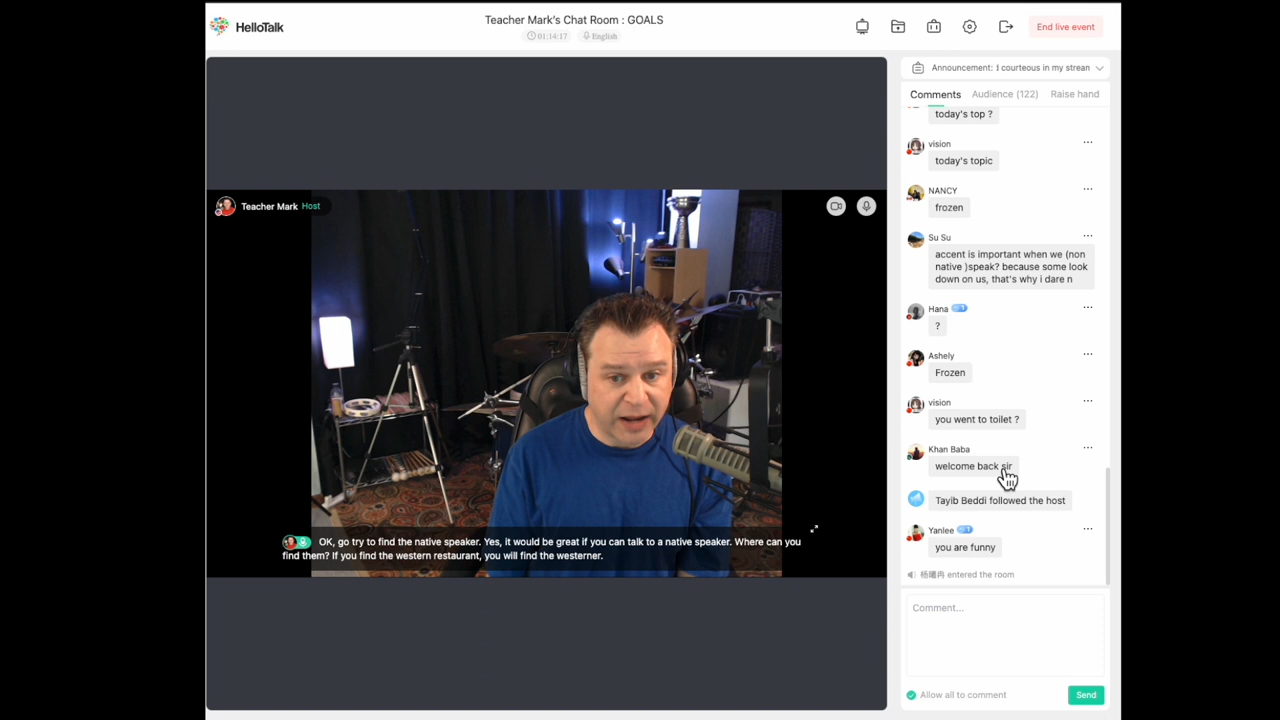 HelloTalk
Teacher Mark's Chat Room : GOALS
01:14:17 English
End live event
Announcement: courteous in my strean
Comments Audience (122) Raise hand
today's top ?
vision
today's topic
NANCY
frozen
Su Su
accent is important when we (non
native )speak? because some look
down on us, that's why i dare n
Hana
?
Ashely
Frozen
vision
you went to toilet ?
Khan Baba
welcome back sir
Tayib Beddi followed the host
Yanlee
you are funny
entered the room
Comment...
Allow all to comment
Send
Teacher Mark Host
OK, go try to find the native speaker. Yes, it would be great if you can talk to a native speaker. Where can you
find them? If you find the western restaurant, you will find the westerner.